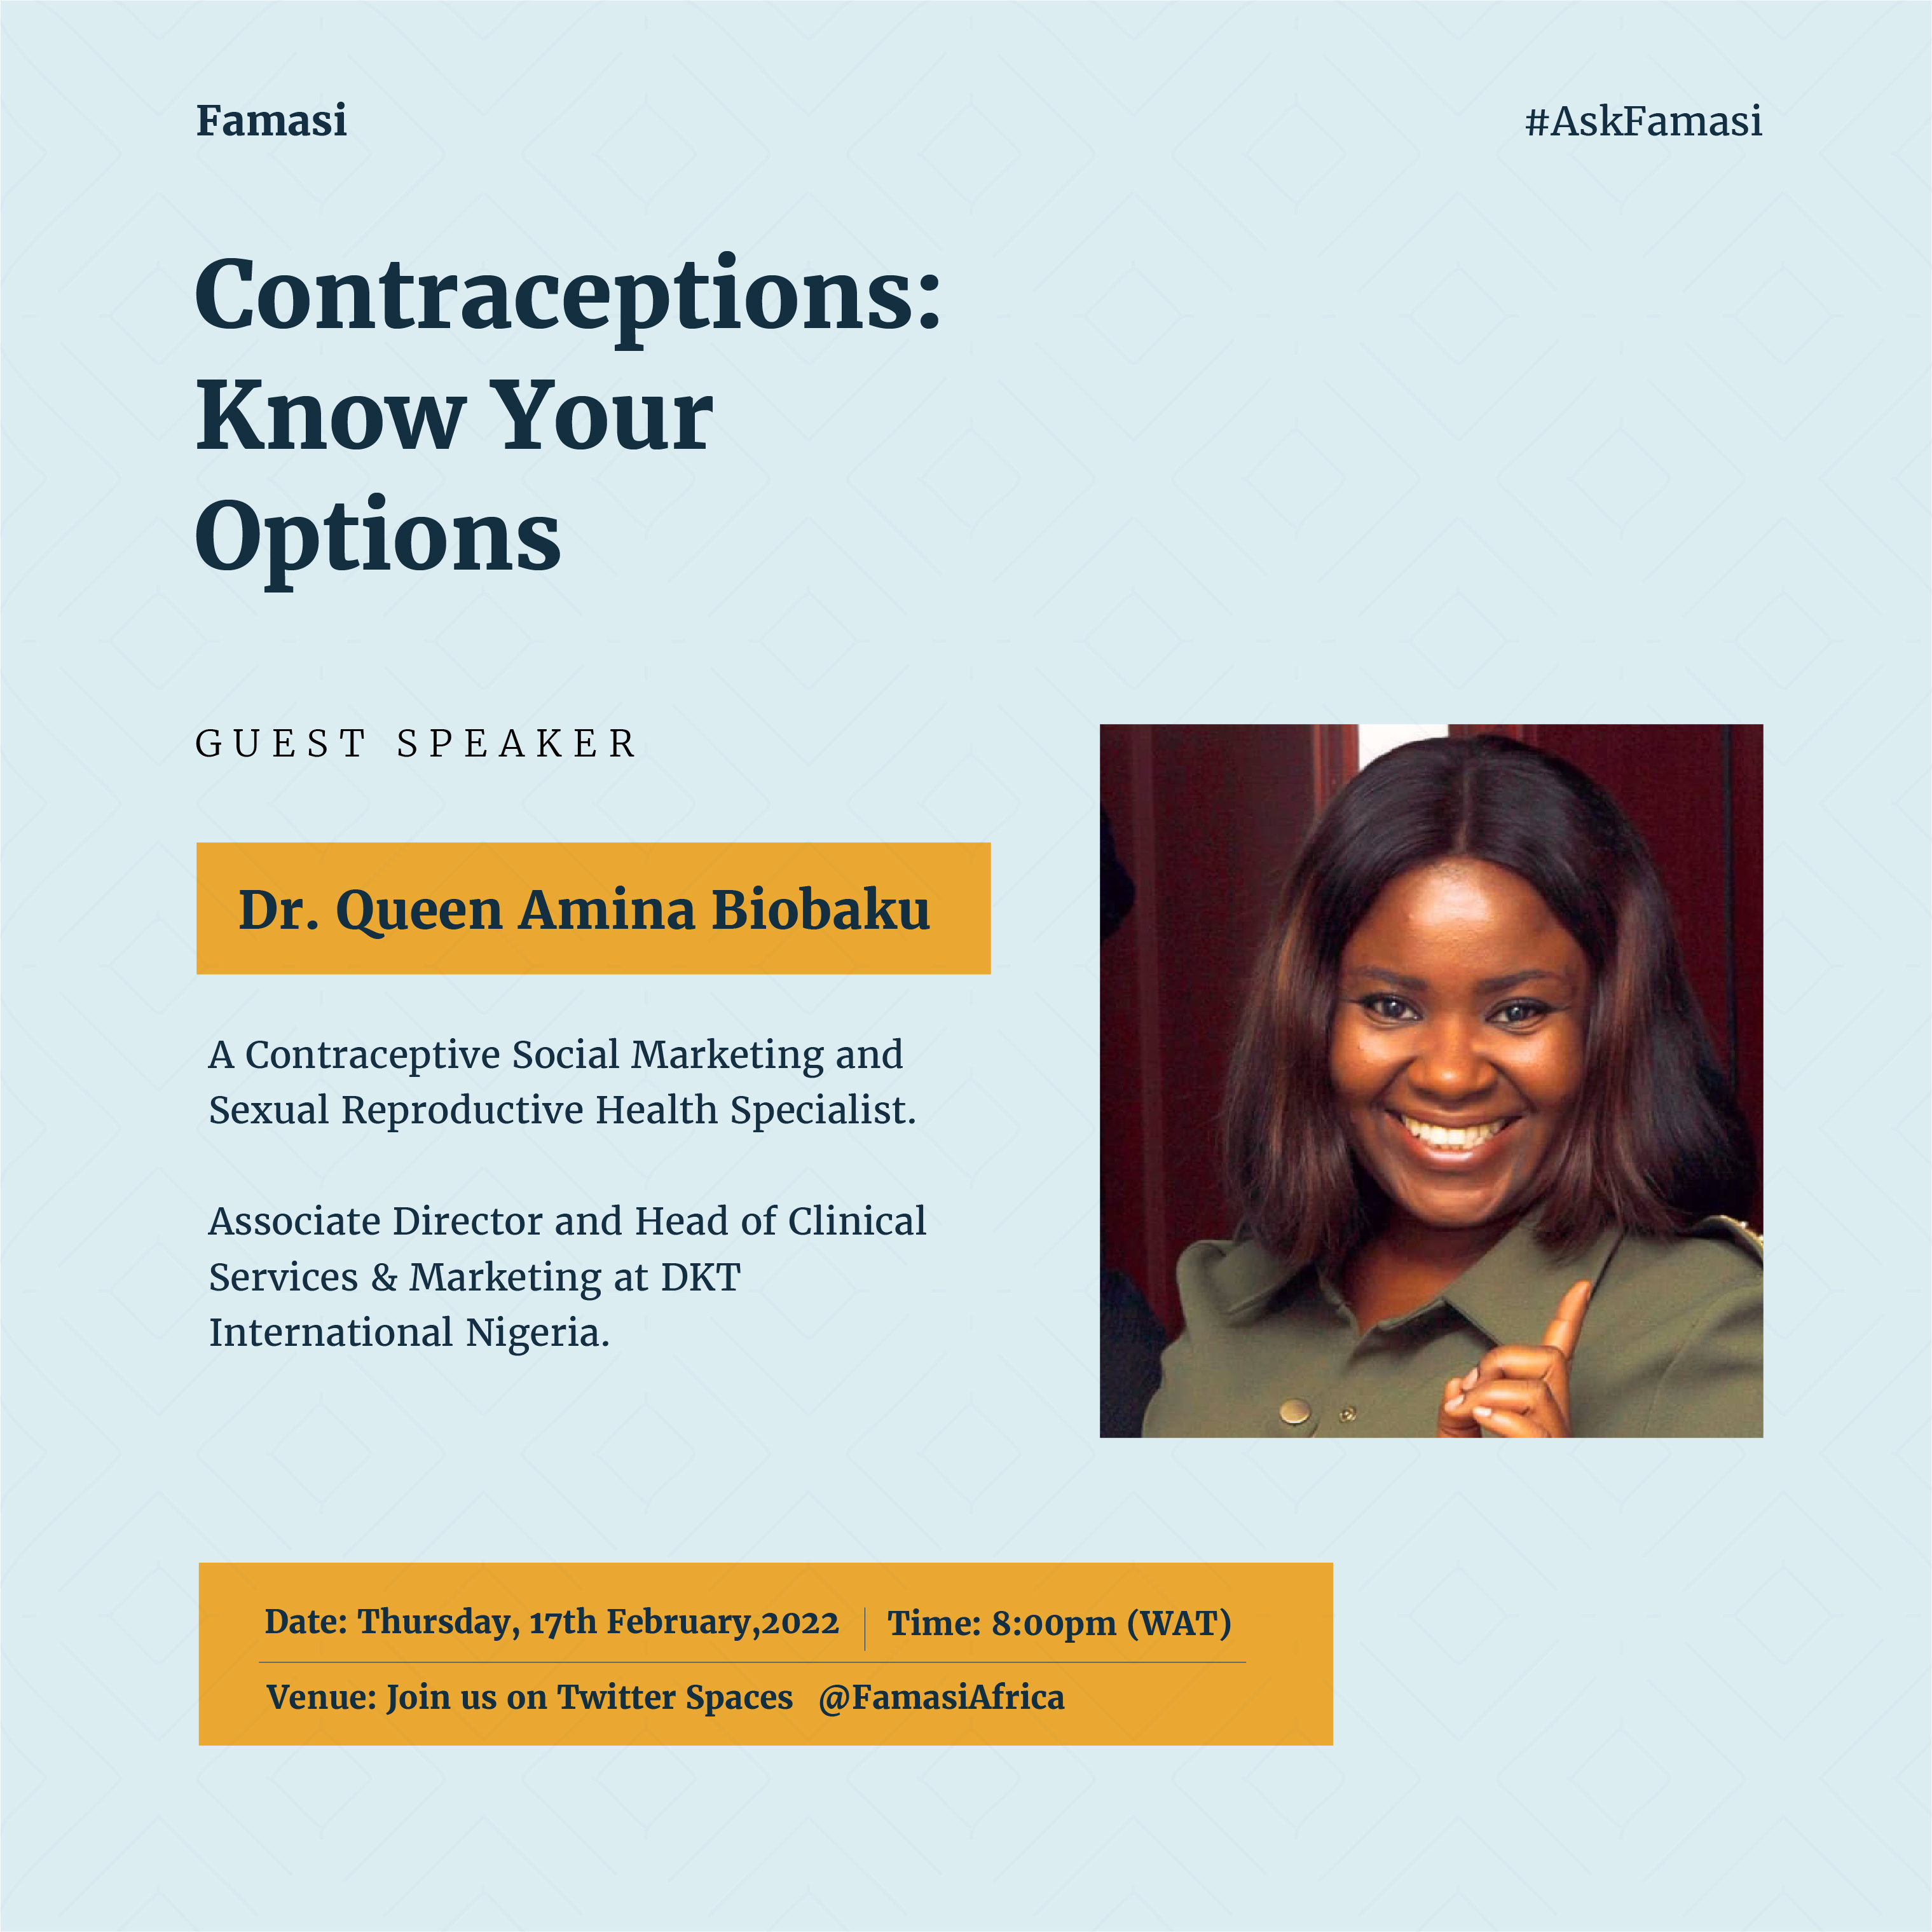 Famasi
#AskFamasi
Contraceptions:
Know Your
Options
GUEST SPEAKER
Dr. Queen Amina Biobaku
A Contraceptive Social Marketing and
Sexual Reproductive Health Specialist.
Associate Director and Head of Clinical
Services & Marketing at DKT
International Nigeria.
Date: Thursday, 17th February,2022 | Time: 8:00pm (WAT)
Venue: Join us on Twitter Spaces @FamasiAfrica